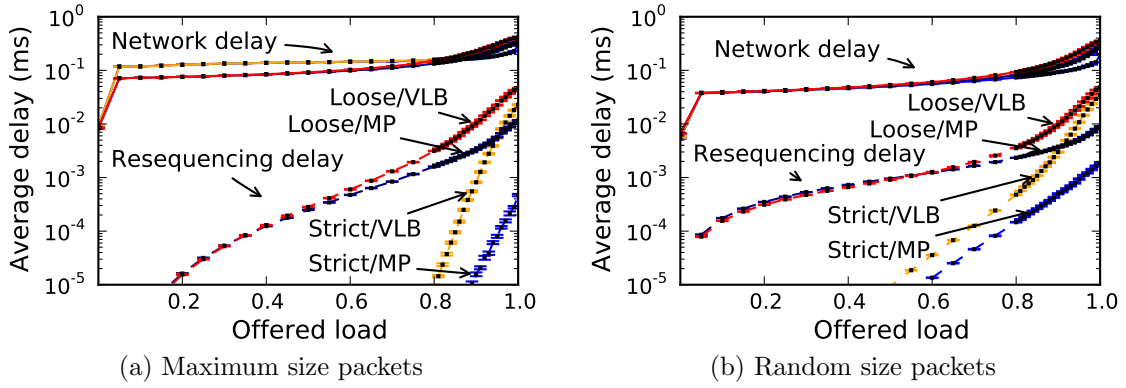 Average delay (ms)
10^0
10^-1
10^-2
10^-3
10^-4
10^-5
Network delay
Loose/VLB
Loose/MP
Resequencing delay
Strict/VLB
Strict/MP
0.2 0.4 0.6 0.8 1.0
Offered load
(a) Maximum size packets
Average delay (ms)
10^0
10^-1
10^-2
10^-3
10^-4
10^-5
Network delay
Loose/VLB
Loose/MP
Resequencing delay
Strict/VLB
Strict/MP
0.2 0.4 0.6 0.8 1.0
Offered load
(b) Random size packets